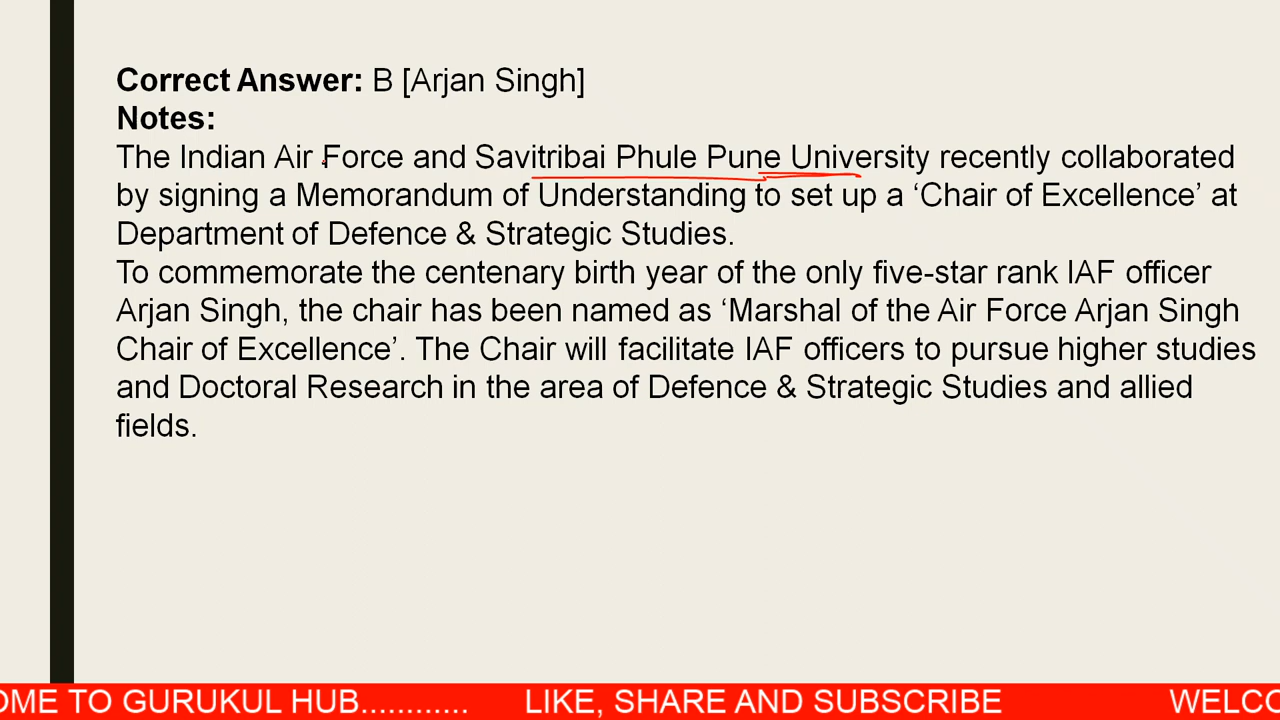 Correct Answer: B [Arjan Singh]
Notes:
The Indian Air Force and Savitribai Phule Pune University recently collaborated
by signing a Memorandum of Understanding to set up a ‘Chair of Excellence’ at
Department of Defence & Strategic Studies.
To commemorate the centenary birth year of the only five-star rank IAF officer
Arjan Singh, the chair has been named as ‘Marshal of the Air Force Arjan Singh
Chair of Excellence’. The Chair will facilitate IAF officers to pursue higher studies
and Doctoral Research in the area of Defence & Strategic Studies and allied
fields.
OME TO GURUKUL HUB............ LIKE, SHARE AND SUBSCRIBE WELCO